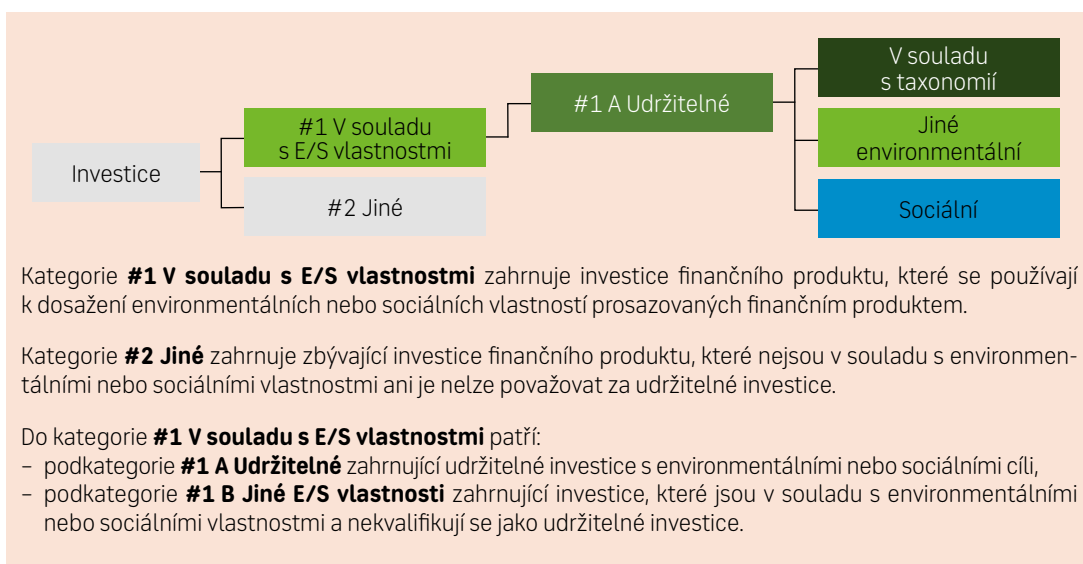 Investice
#1 V souladu
s E/S vlastnostmi
#2 Jiné
#1 A Udržitelné
V souladu
s taxonomií
Jiné
environmentální
Sociální
Kategorie #1 V souladu s E/S vlastnostmi zahrnuje investice finančního produktu, které se používají
k dosažení environmentálních nebo sociálních vlastností prosazovaných finančním produktem.
Kategorie #2 Jiné zahrnuje zbývající investice finančního produktu, které nejsou v souladu s environmen-
tálními nebo sociálními vlastnostmi ani je nelze považovat za udržitelné investice.
Do kategorie #1 V souladu s E/S vlastnostmi patří:
– podkategorie #1 A Udržitelné zahrnující udržitelné investice s environmentálními nebo sociálními cíli,
– podkategorie #1 B Jiné E/S vlastnosti zahrnující investice, které jsou v souladu s environmentálními
nebo sociálními vlastnostmi a nekvalifikují se jako udržitelné investice.